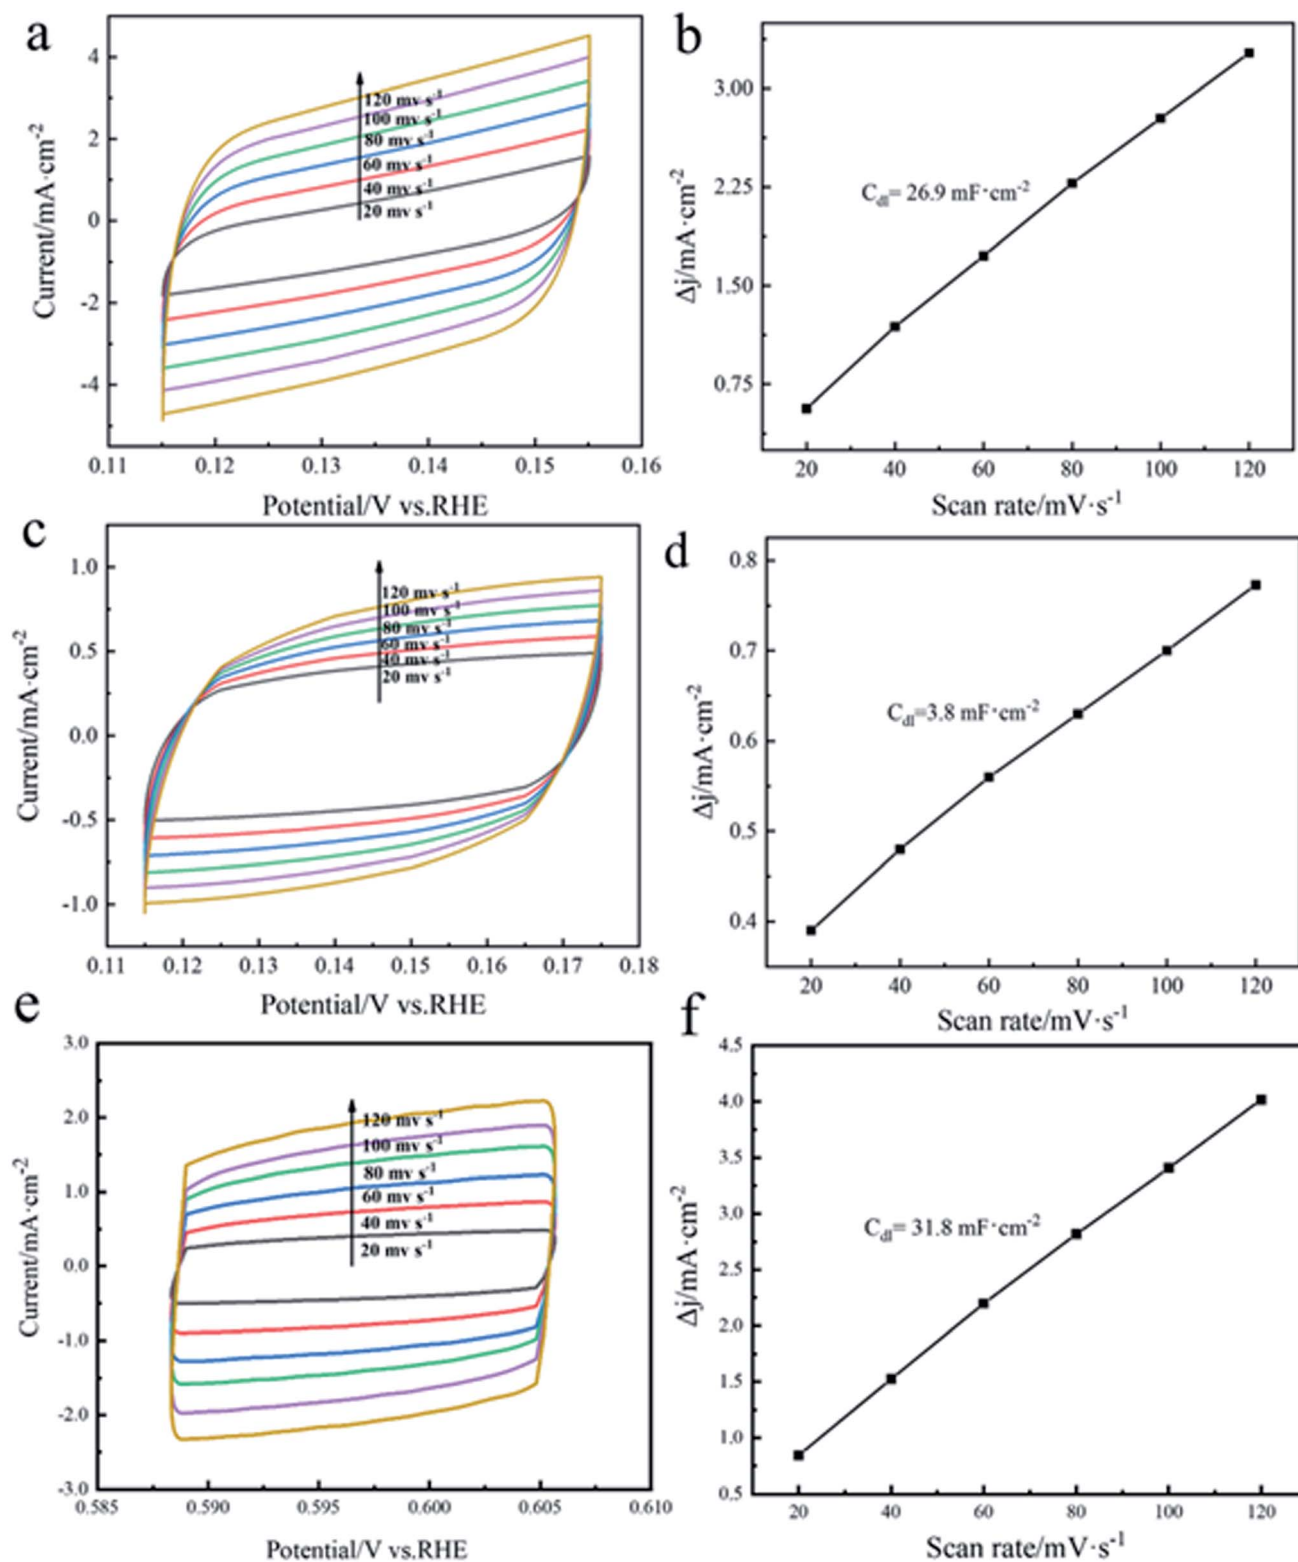 a
Current/mA·cm-2
4
2
0
-2
-4
120 mv s-1
100 mv s-1
80 mv s-1
60 mv s-1
40 mv s-1
20 mv s-1
0.11 0.12 0.13 0.14 0.15 0.16
Potential/V vs.RHE
b
Δj/mA·cm-2
3.00
2.25
1.50
0.75
Cdl= 26.9 mF·cm-2
20 40 60 80 100 120
Scan rate/mV·s-1
c
Current/mA·cm-2
1.0
0.5
0.0
-0.5
-1.0
120 mv s-1
100 mv s-1
80 mv s-1
60 mv s-1
40 mv s-1
20 mv s-1
0.11 0.12 0.13 0.14 0.15 0.16 0.17 0.18
Potential/V vs.RHE
d
Δj/mA·cm-2
0.8
0.7
0.6
0.5
0.4
Cdl=3.8 mF·cm-2
20 40 60 80 100 120
Scan rate/mV·s-1
e
Current/mA·cm-2
3.0
2.0
1.0
0.0
-1.0
-2.0
-3.0
120 mv s-1
100 mv s-1
80 mv s-1
60 mv s-1
40 mv s-1
20 mv s-1
0.585 0.590 0.595 0.600 0.605 0.610
Potential/V vs.RHE
f
Δj/mA·cm-2
4.5
4.0
3.5
3.0
2.5
2.0
1.5
1.0
0.5
Cdl= 31.8 mF·cm-2
20 40 60 80 100 120
Scan rate/mV·s-1